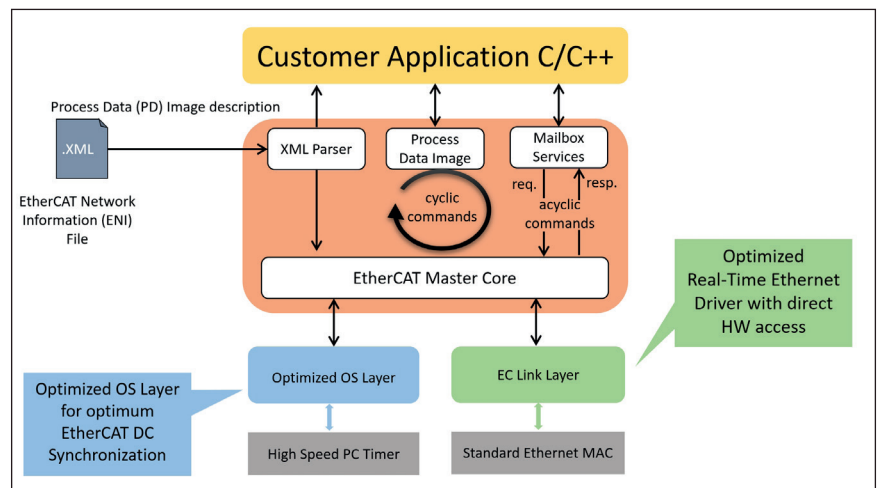 Customer Application C/C++
Process Data (PD) Image description
.XML
XML Parser
Process
Data Image
Mailbox
Services
req.
resp.
cyclic
commands
acyclic
commands
EtherCAT Network
Information (ENI)
File
EtherCAT Master Core
Optimized
Real-Time Ethernet
Driver with direct
HW access
Optimized OS Layer
EC Link Layer
Optimized OS Layer
for optimum
EtherCAT DC
Synchronization
High Speed PC Timer
Standard Ethernet MAC